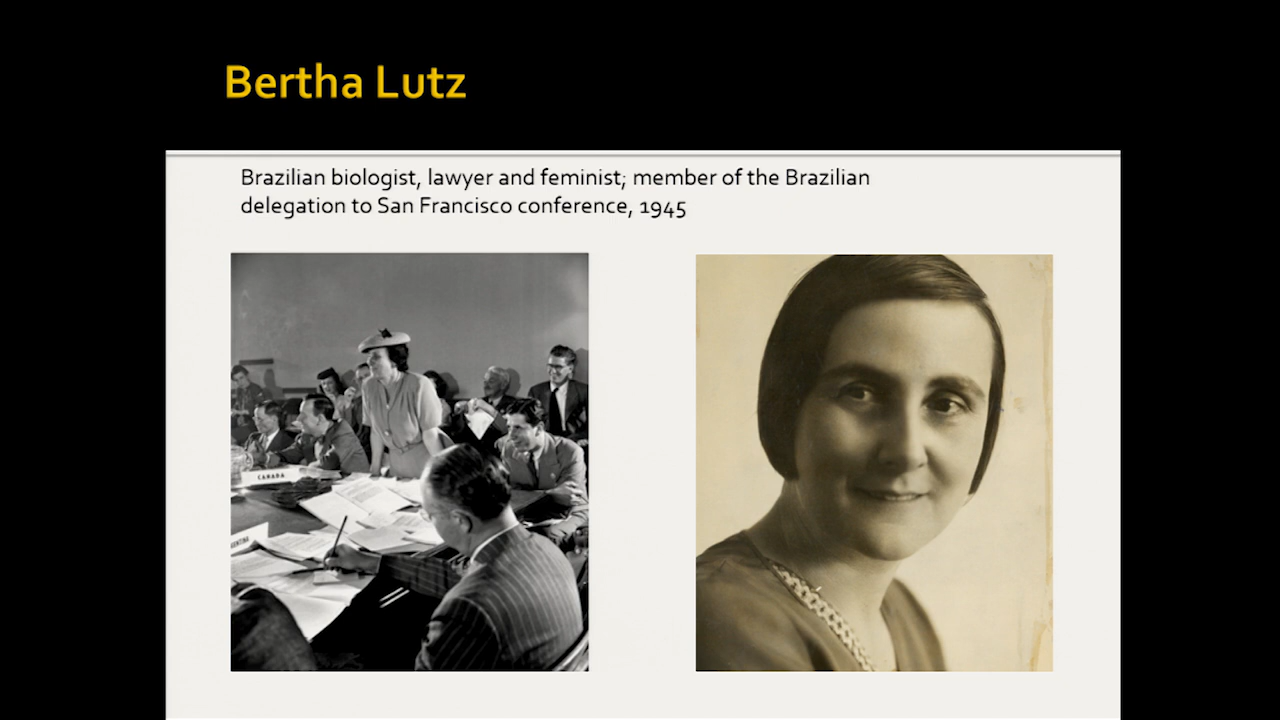 Bertha Lutz
Brazilian biologist, lawyer and feminist; member of the Brazilian
delegation to San Francisco conference, 1945
CANADA